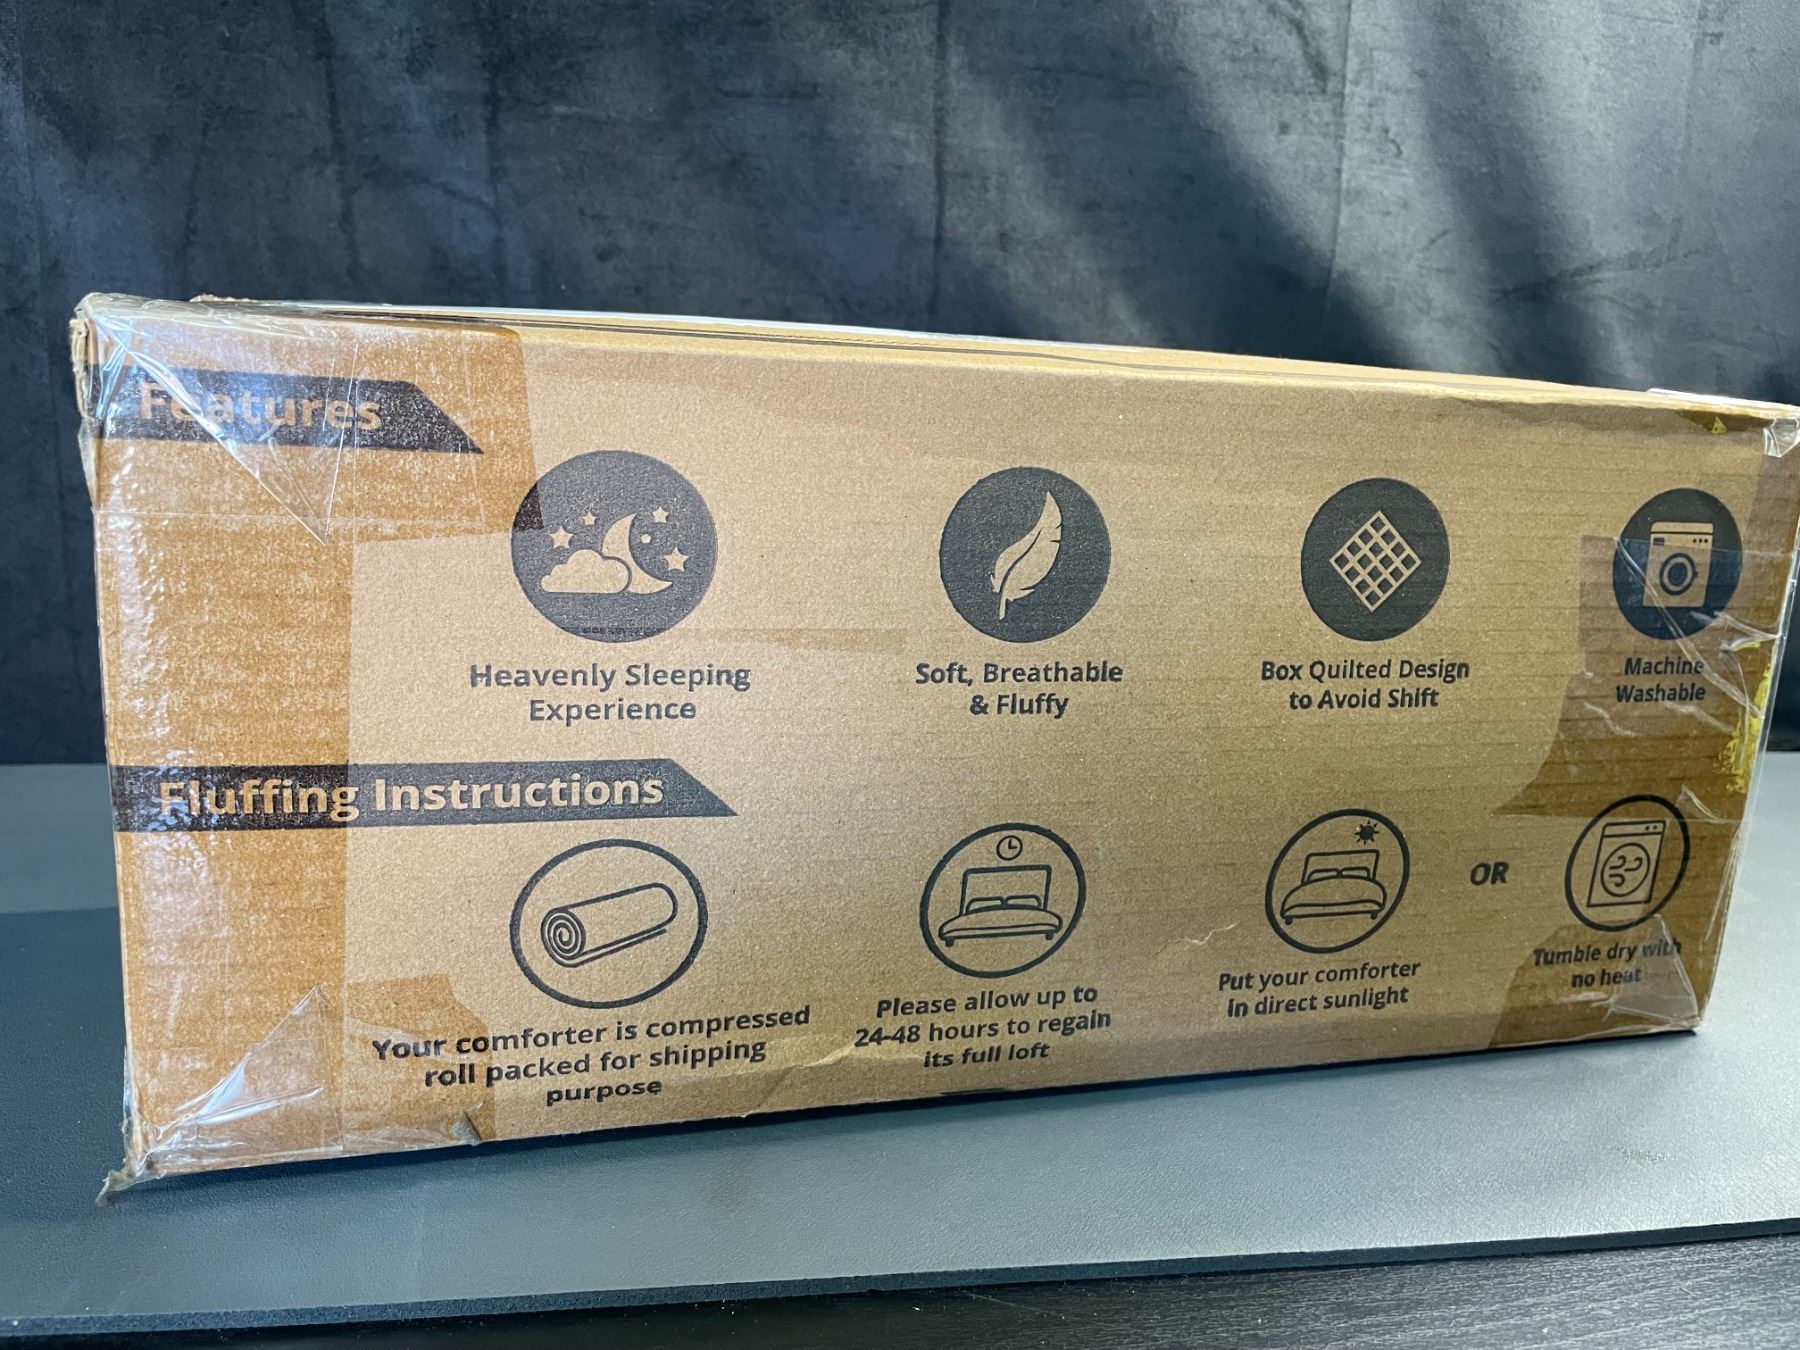 Features
Heavenly Sleeping
Experience
Soft, Breathable
& Fluffy
Box Quilted Design
to Avoid Shift
Machine
Washable
Fluffing Instructions
Your comforter is compressed
roll packed for shipping
purpose
Please allow up to
24-48 hours to regain
its full loft
Put your comforter
in direct sunlight
OR
Tumble dry with
no heat